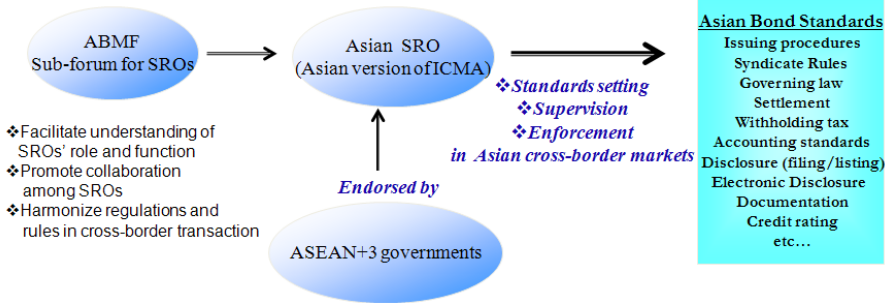 ABMF
Sub-forum for SROs
❖Facilitate understanding of
SROs' role and function
❖Promote collaboration
among SROs
❖Harmonize regulations and
rules in cross-border transaction
Asian SRO
(Asian version of ICMA)
Endorsed by
ASEAN+3 governments
❖Standards setting
❖Supervision
❖Enforcement
in Asian cross-border markets
Asian Bond Standards
Issuing procedures
Syndicate Rules
Governing law
Settlement
Withholding tax
Accounting standards
Disclosure (filing/listing)
Electronic Disclosure
Documentation
Credit rating
etc…